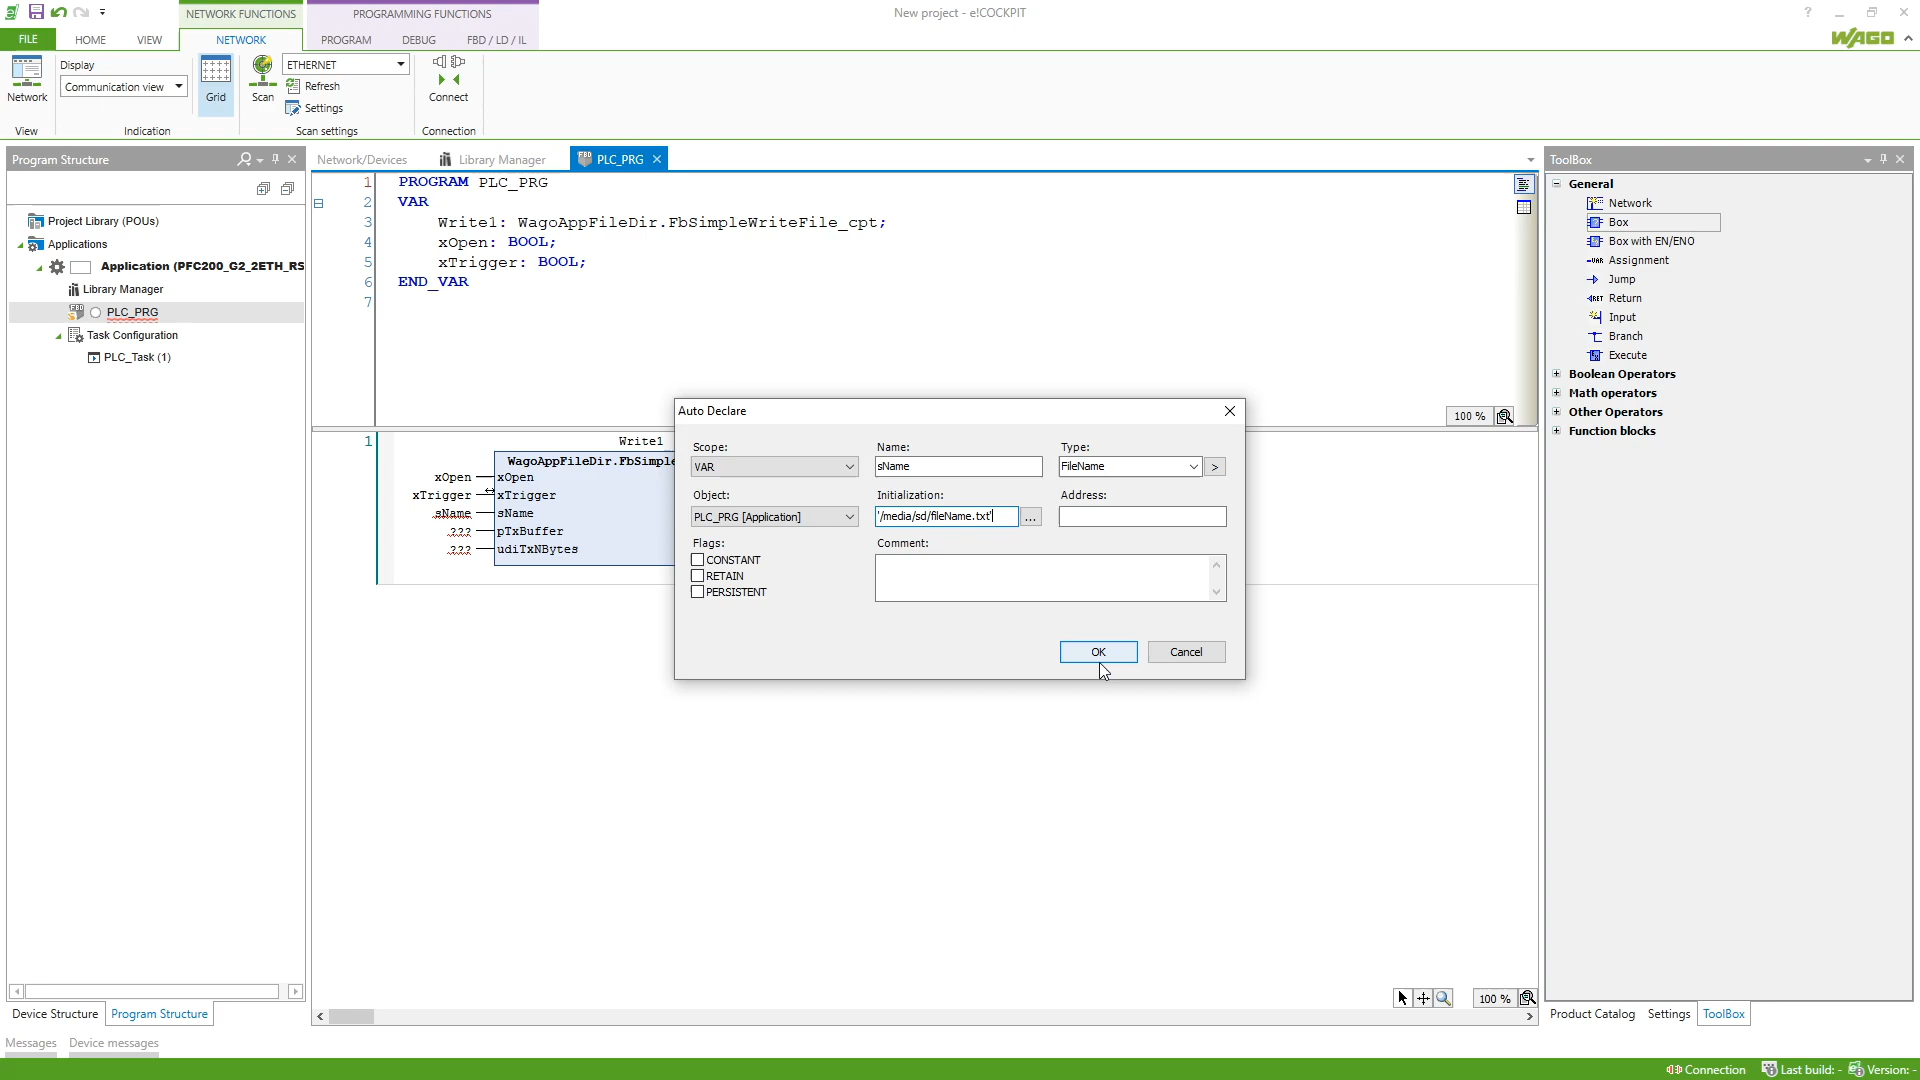 NETWORK FUNCTIONS
PROGRAMMING FUNCTIONS
New project - e!COCKPIT
?
FILE
HOME
VIEW
NETWORK
PROGRAM
DEBUG
FBD / LD / IL
WAGO
Display
Communication view
Network
Grid
Scan
ETHERNET
Refresh
Settings
Connect
View
Indication
Scan settings
Connection
Program Structure
Network/Devices
Library Manager
PLC_PRG
ToolBox
Project Library (POUs)
Applications
Application (PFC200_G2_2ETH_RS
Library Manager
PLC_PRG
Task Configuration
PLC_Task (1)
1 PROGRAM PLC_PRG
2 VAR
3 Write1: WagoAppFileDir.FbSimpleWriteFile_cpt;
4 xOpen: BOOL;
5 xTrigger: BOOL;
6 END_VAR
7
100 %
1
Write1
WagoAppFileDir.FbSimple
xOpen xOpen
xTrigger xTrigger
sName sName
??? pTxBuffer
??? udiTxNBytes
Auto Declare
Scope:
Name:
Type:
VAR
sName
FileName
>
Object:
Initialization:
Address:
PLC_PRG [Application]
'/media/sd/fileName.txt'
...
Flags:
Comment:
CONSTANT
RETAIN
PERSISTENT
OK
Cancel
General
Network
Box
Box with EN/ENO
Assignment
Jump
Return
Input
Branch
Execute
Boolean Operators
Math operators
Other Operators
Function blocks
100 %
Device Structure
Program Structure
Product Catalog
Settings
ToolBox
Messages
Device messages
Connection
Last build: -
Version: -